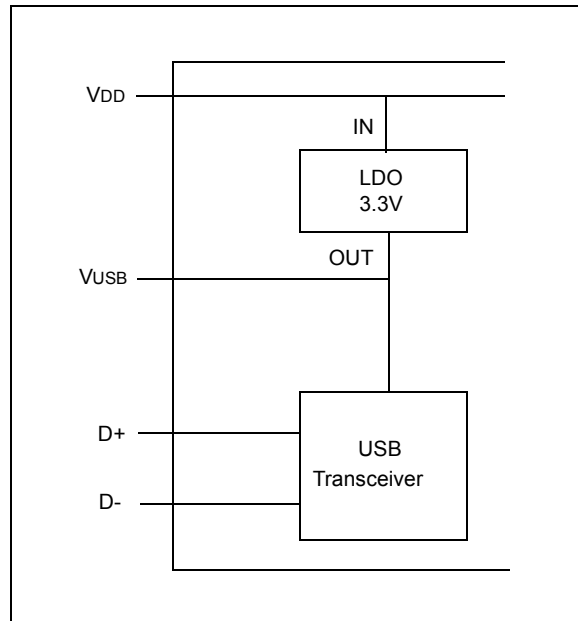 VDD
IN
LDO
3.3V
OUT
VUSB
D+
USB
Transceiver
D-